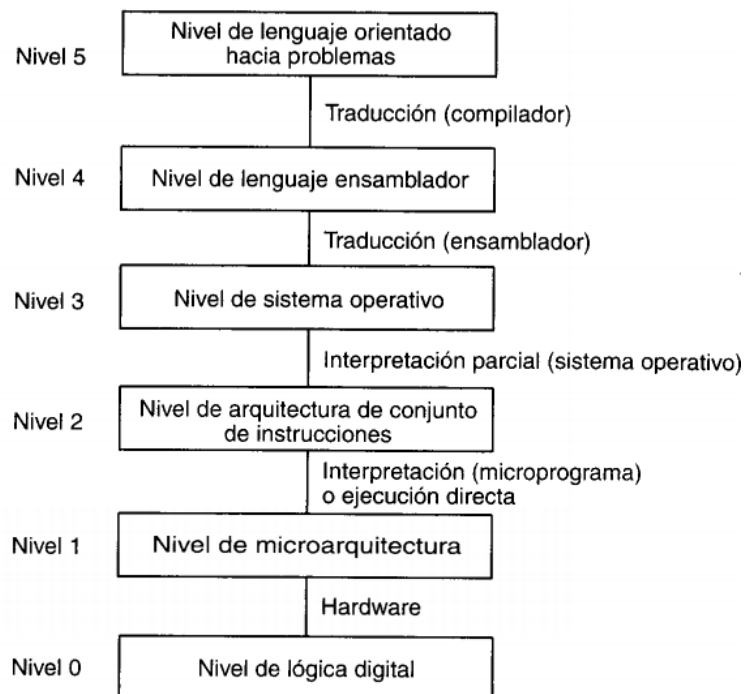 Nivel 5
Nivel de lenguaje orientado
hacia problemas
Traducción (compilador)
Nivel 4
Nivel de lenguaje ensamblador
Traducción (ensamblador)
Nivel 3
Nivel de sistema operativo
Interpretación parcial (sistema operativo)
Nivel 2
Nivel de arquitectura de conjunto
de instrucciones
Interpretación (microprograma)
o ejecución directa
Nivel 1
Nivel de microarquitectura
Hardware
Nivel 0
Nivel de lógica digital